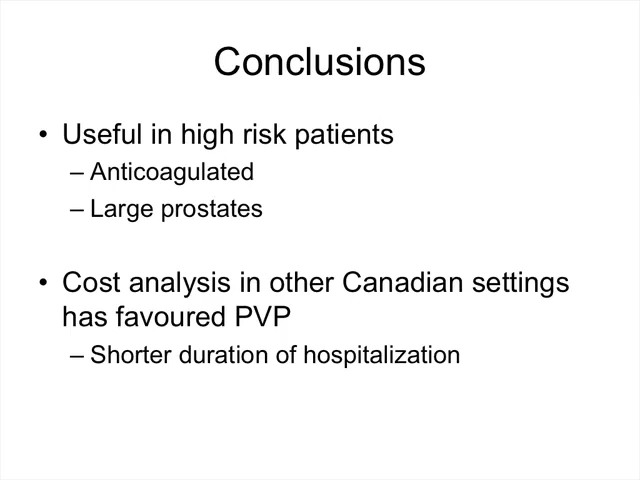 Conclusions
• Useful in high risk patients
– Anticoagulated
– Large prostates
• Cost analysis in other Canadian settings
has favoured PVP
– Shorter duration of hospitalization